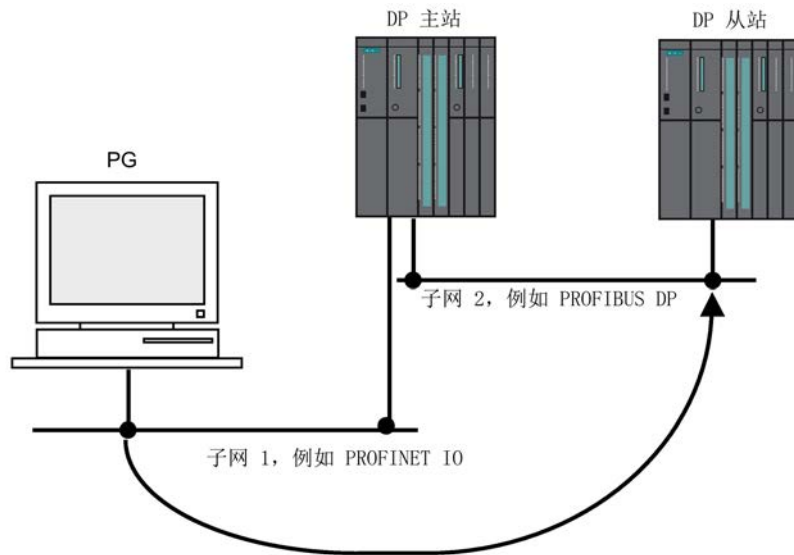 DP 主站
DP 从站
PG
子网 2，例如 PROFIBUS DP
子网 1，例如 PROFINET IO